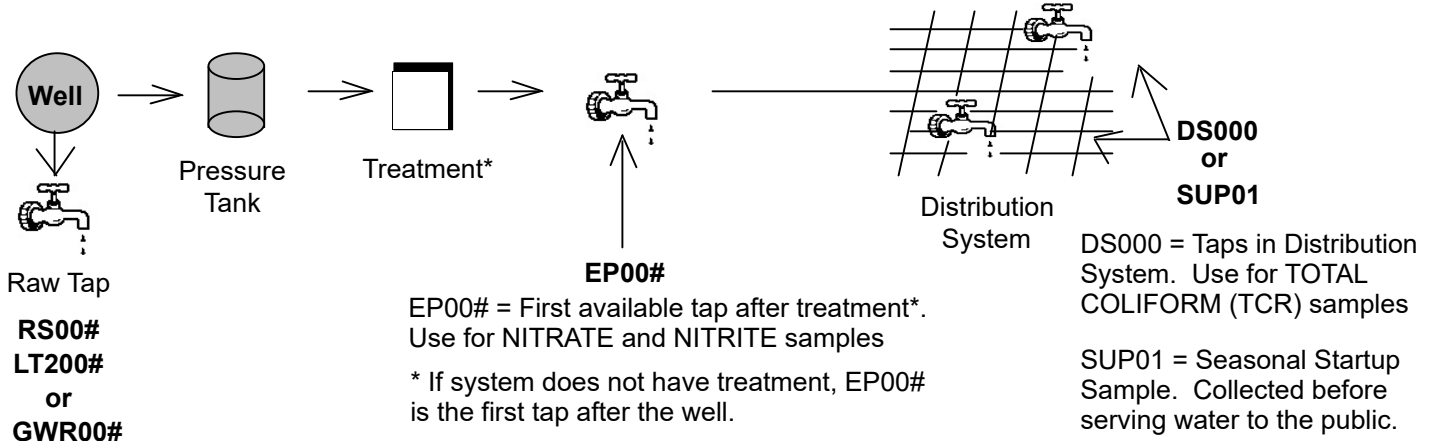 Well
Pressure
Tank
Treatment*
Raw Tap
RS00#
LT200#
or
GWR00#
EP00#
EP00# = First available tap after treatment*.
Use for NITRATE and NITRITE samples
* If system does not have treatment, EP00#
is the first tap after the well.
Distribution
System
DS000
or
SUP01
DS000 = Taps in Distribution
System. Use for TOTAL
COLIFORM (TCR) samples
SUP01 = Seasonal Startup
Sample. Collected before
serving water to the public.